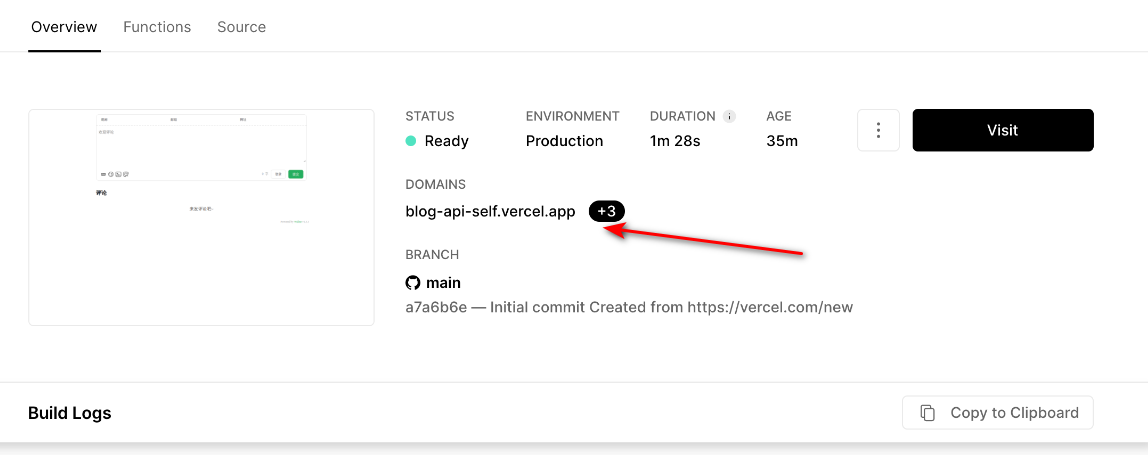 Overview Functions Source
STATUS ENVIRONMENT DURATION i AGE
Ready Production 1m 28s 35m
Visit
DOMAINS
blog-api-self.vercel.app +3
BRANCH
main
a7a6b6e — Initial commit Created from https://vercel.com/new
评论
Build Logs
Copy to Clipboard